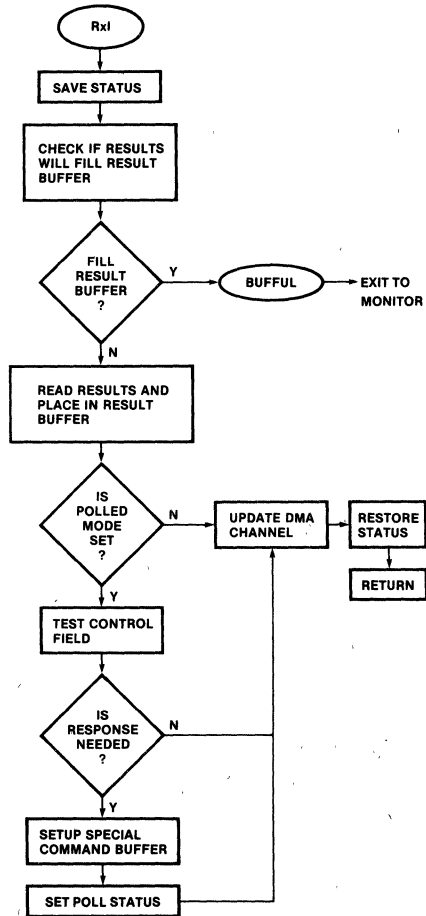 RxI
SAVE STATUS
CHECK IF RESULTS
WILL FILL RESULT
BUFFER
FILL
RESULT
BUFFER
?
Y
BUFFUL
EXIT TO
MONITOR
N
READ RESULTS AND
PLACE IN RESULT
BUFFER
IS
POLLED
MODE
SET
?
N
UPDATE DMA
CHANNEL
RESTORE
STATUS
RETURN
Y
TEST CONTROL
FIELD
IS
RESPONSE
NEEDED
?
N
Y
SETUP SPECIAL
COMMAND BUFFER
SET POLL STATUS